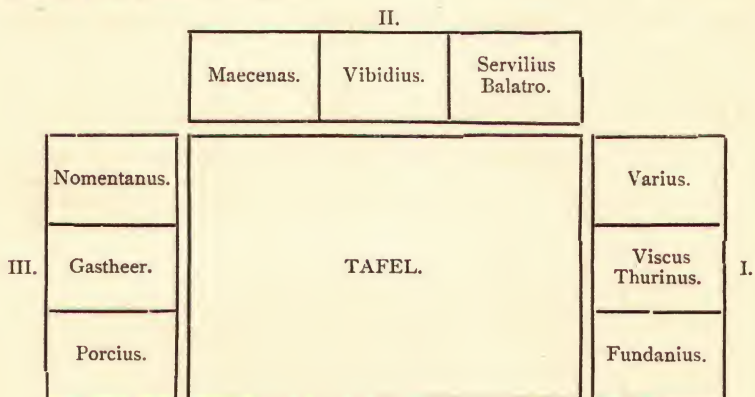 II.
Maecenas. Vibidius. Servilius
Balatro.
Nomentanus. Varius.
III. Gastheer. TAFEL. Viscus
Thurinus. I.
Porcius. Fundanius.